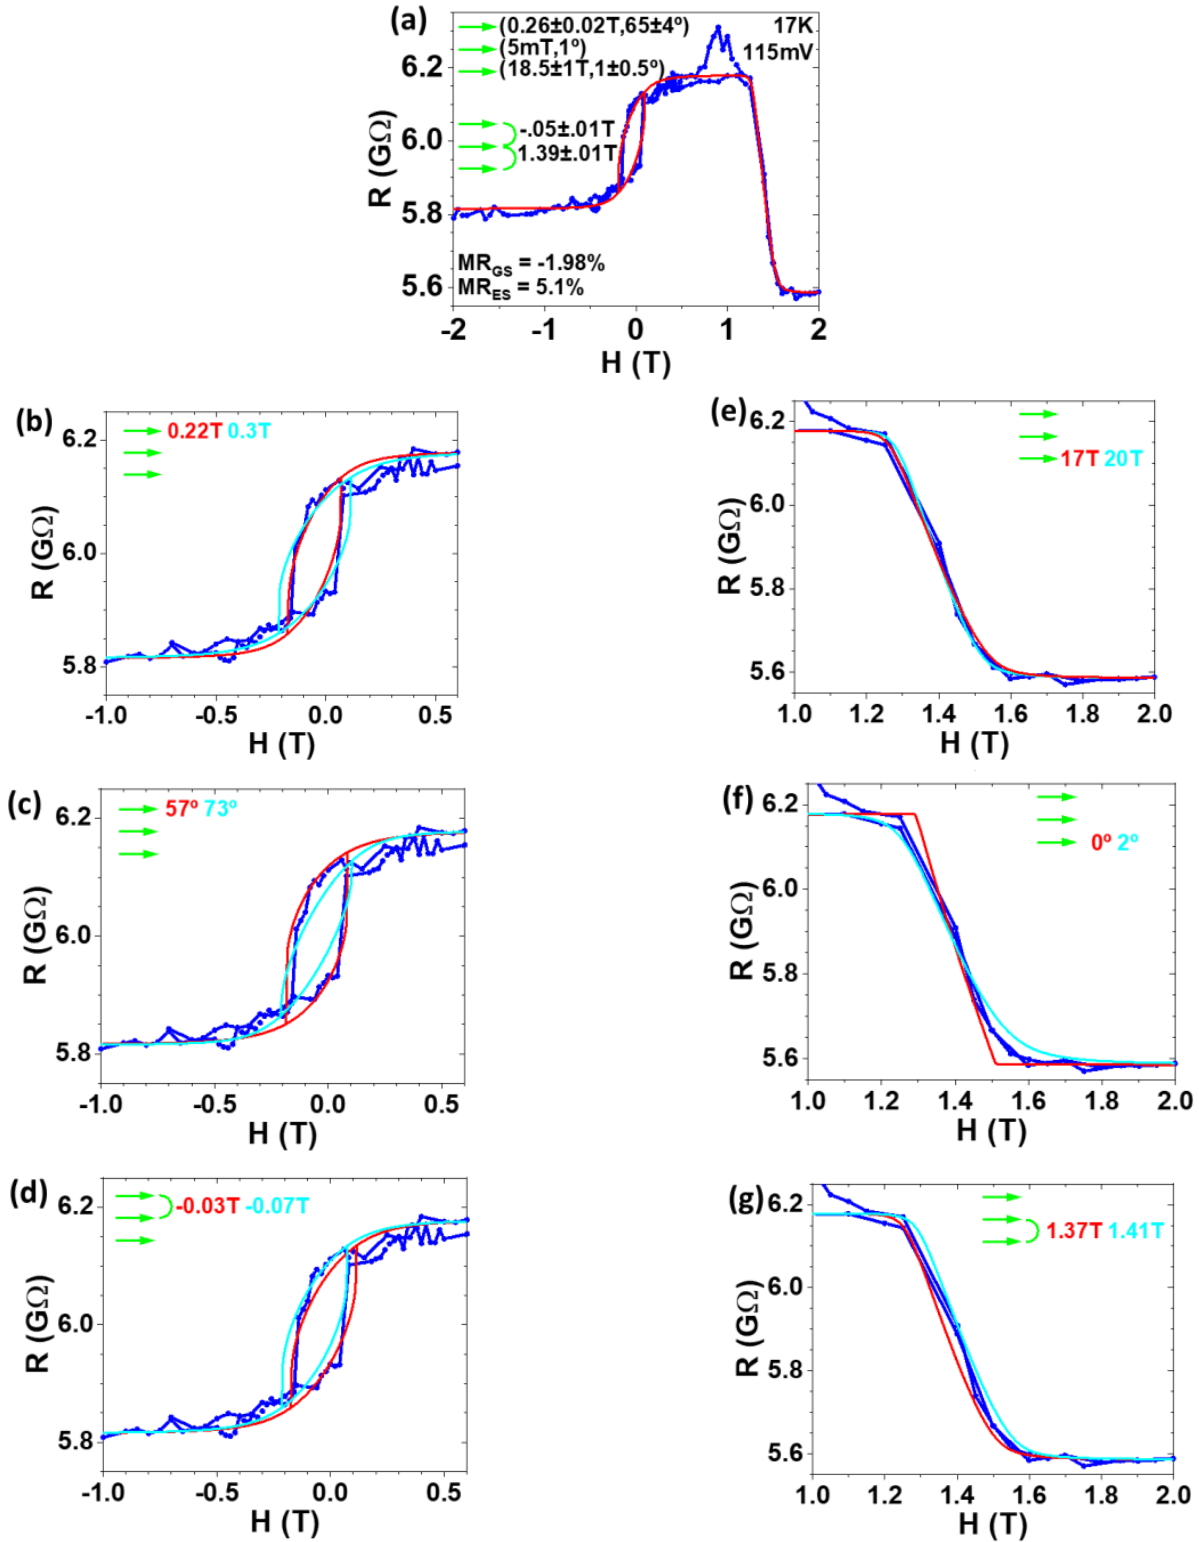 (a)
(0.26±0.02T,65±4º)
17K
(5mT,1º)
115mV
(18.5±1T,1±0.5º)
-.05±.01T
1.39±.01T
MRGS = -1.98%
MRES = 5.1%
R (GΩ)
6.2
6.0
5.8
5.6
-2 -1 0 1 2
H (T)
(b)
0.22T 0.3T
R (GΩ)
6.2
6.0
5.8
-1.0 -0.5 0.0 0.5
H (T)
(e)
17T 20T
R (GΩ)
6.2
6.0
5.8
5.6
1.0 1.2 1.4 1.6 1.8 2.0
H (T)
(c)
57º 73º
R (GΩ)
6.2
6.0
5.8
-1.0 -0.5 0.0 0.5
H (T)
(f)
0º 2º
R (GΩ)
6.2
6.0
5.8
5.6
1.0 1.2 1.4 1.6 1.8 2.0
H (T)
(d)
-0.03T -0.07T
R (GΩ)
6.2
6.0
5.8
-1.0 -0.5 0.0 0.5
H (T)
(g)
1.37T 1.41T
R (GΩ)
6.2
6.0
5.8
5.6
1.0 1.2 1.4 1.6 1.8 2.0
H (T)